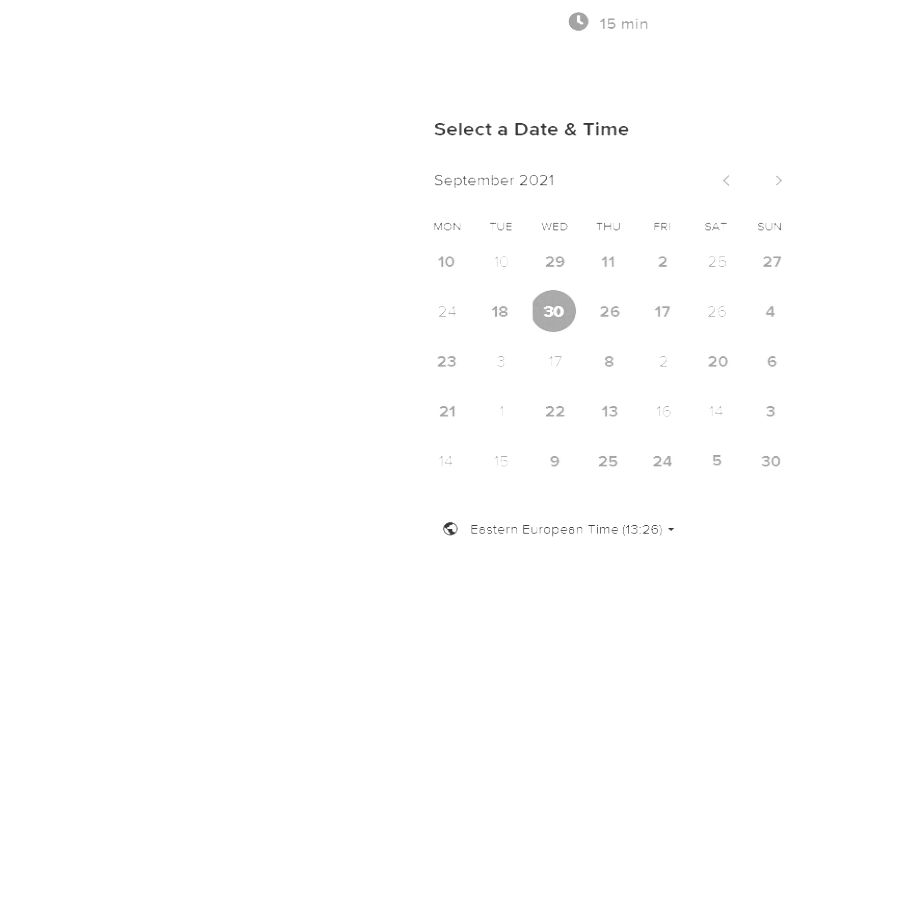 15 min
Select a Date & Time
September 2021
MON TUE WED THU FRI SAT SUN
10 10 29 11 2 25 27
24 18 30 26 17 26 4
23 3 17 8 2 20 6
21 1 22 13 16 14 3
14 15 9 25 24 5 30
Eastern European Time (13:26)